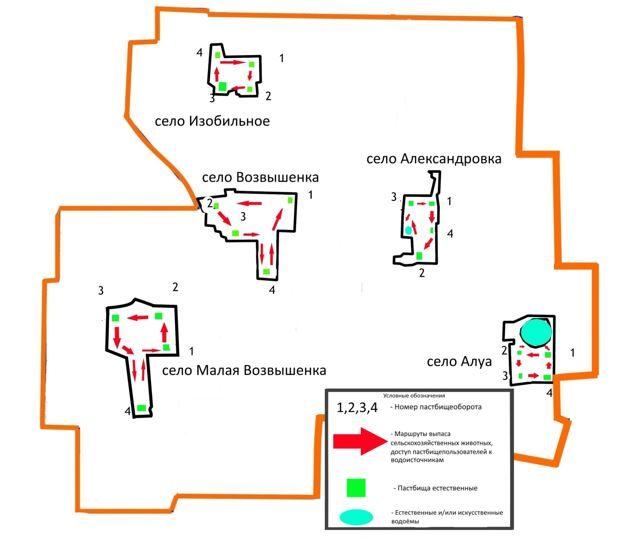 4
1
3
2
село Изобильное
село Александровка
село Возвышенка
2
1
3
3
1
4
4
2
3
2
1
село Алуа
2
1
село Малая Возвышенка
3
4
4
Условные обозначения
1,2,3,4 - Номер пастбищеоборота
- Маршруты выпаса
сельскохозяйственных животных,
доступ пастбищепользователей к
водоисточникам
- Пастбища естественные
- Естественные и/или искусственные
водоёмы